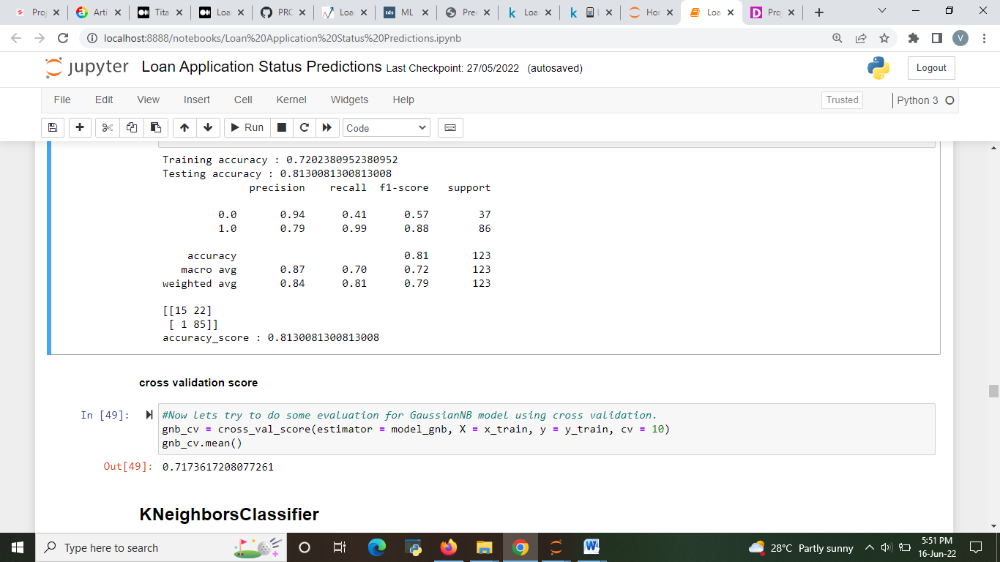 Proj
Arti
Tita
Loa
PRC
Loa
tds ML
Pre
k Loa
k L
Hor
Loa
D Pro
localhost:8888/notebooks/Loan%20Application%20Status%20Predictions.ipynb
V
jupyter Loan Application Status Predictions Last Checkpoint: 27/05/2022 (autosaved)
Logout
File Edit View Insert Cell Kernel Widgets Help
Trusted Python 3
Run Code
Training accuracy : 0.7202380952380952
Testing accuracy : 0.8130081300813008
precision recall f1-score support
0.0 0.94 0.41 0.57 37
1.0 0.79 0.99 0.88 86
accuracy 0.81 123
macro avg 0.87 0.70 0.72 123
weighted avg 0.84 0.81 0.79 123
[[15 22]
[ 1 85]]
accuracy_score : 0.8130081300813008
cross validation score
In [49]: #Now lets try to do some evaluation for GaussianNB model using cross validation.
gnb_cv = cross_val_score(estimator = model_gnb, X = x_train, y = y_train, cv = 10)
gnb_cv.mean()
Out[49]: 0.7173617208077261
KNeighborsClassifier
Type here to search
28°C Partly sunny
5:51 PM
16-Jun-22